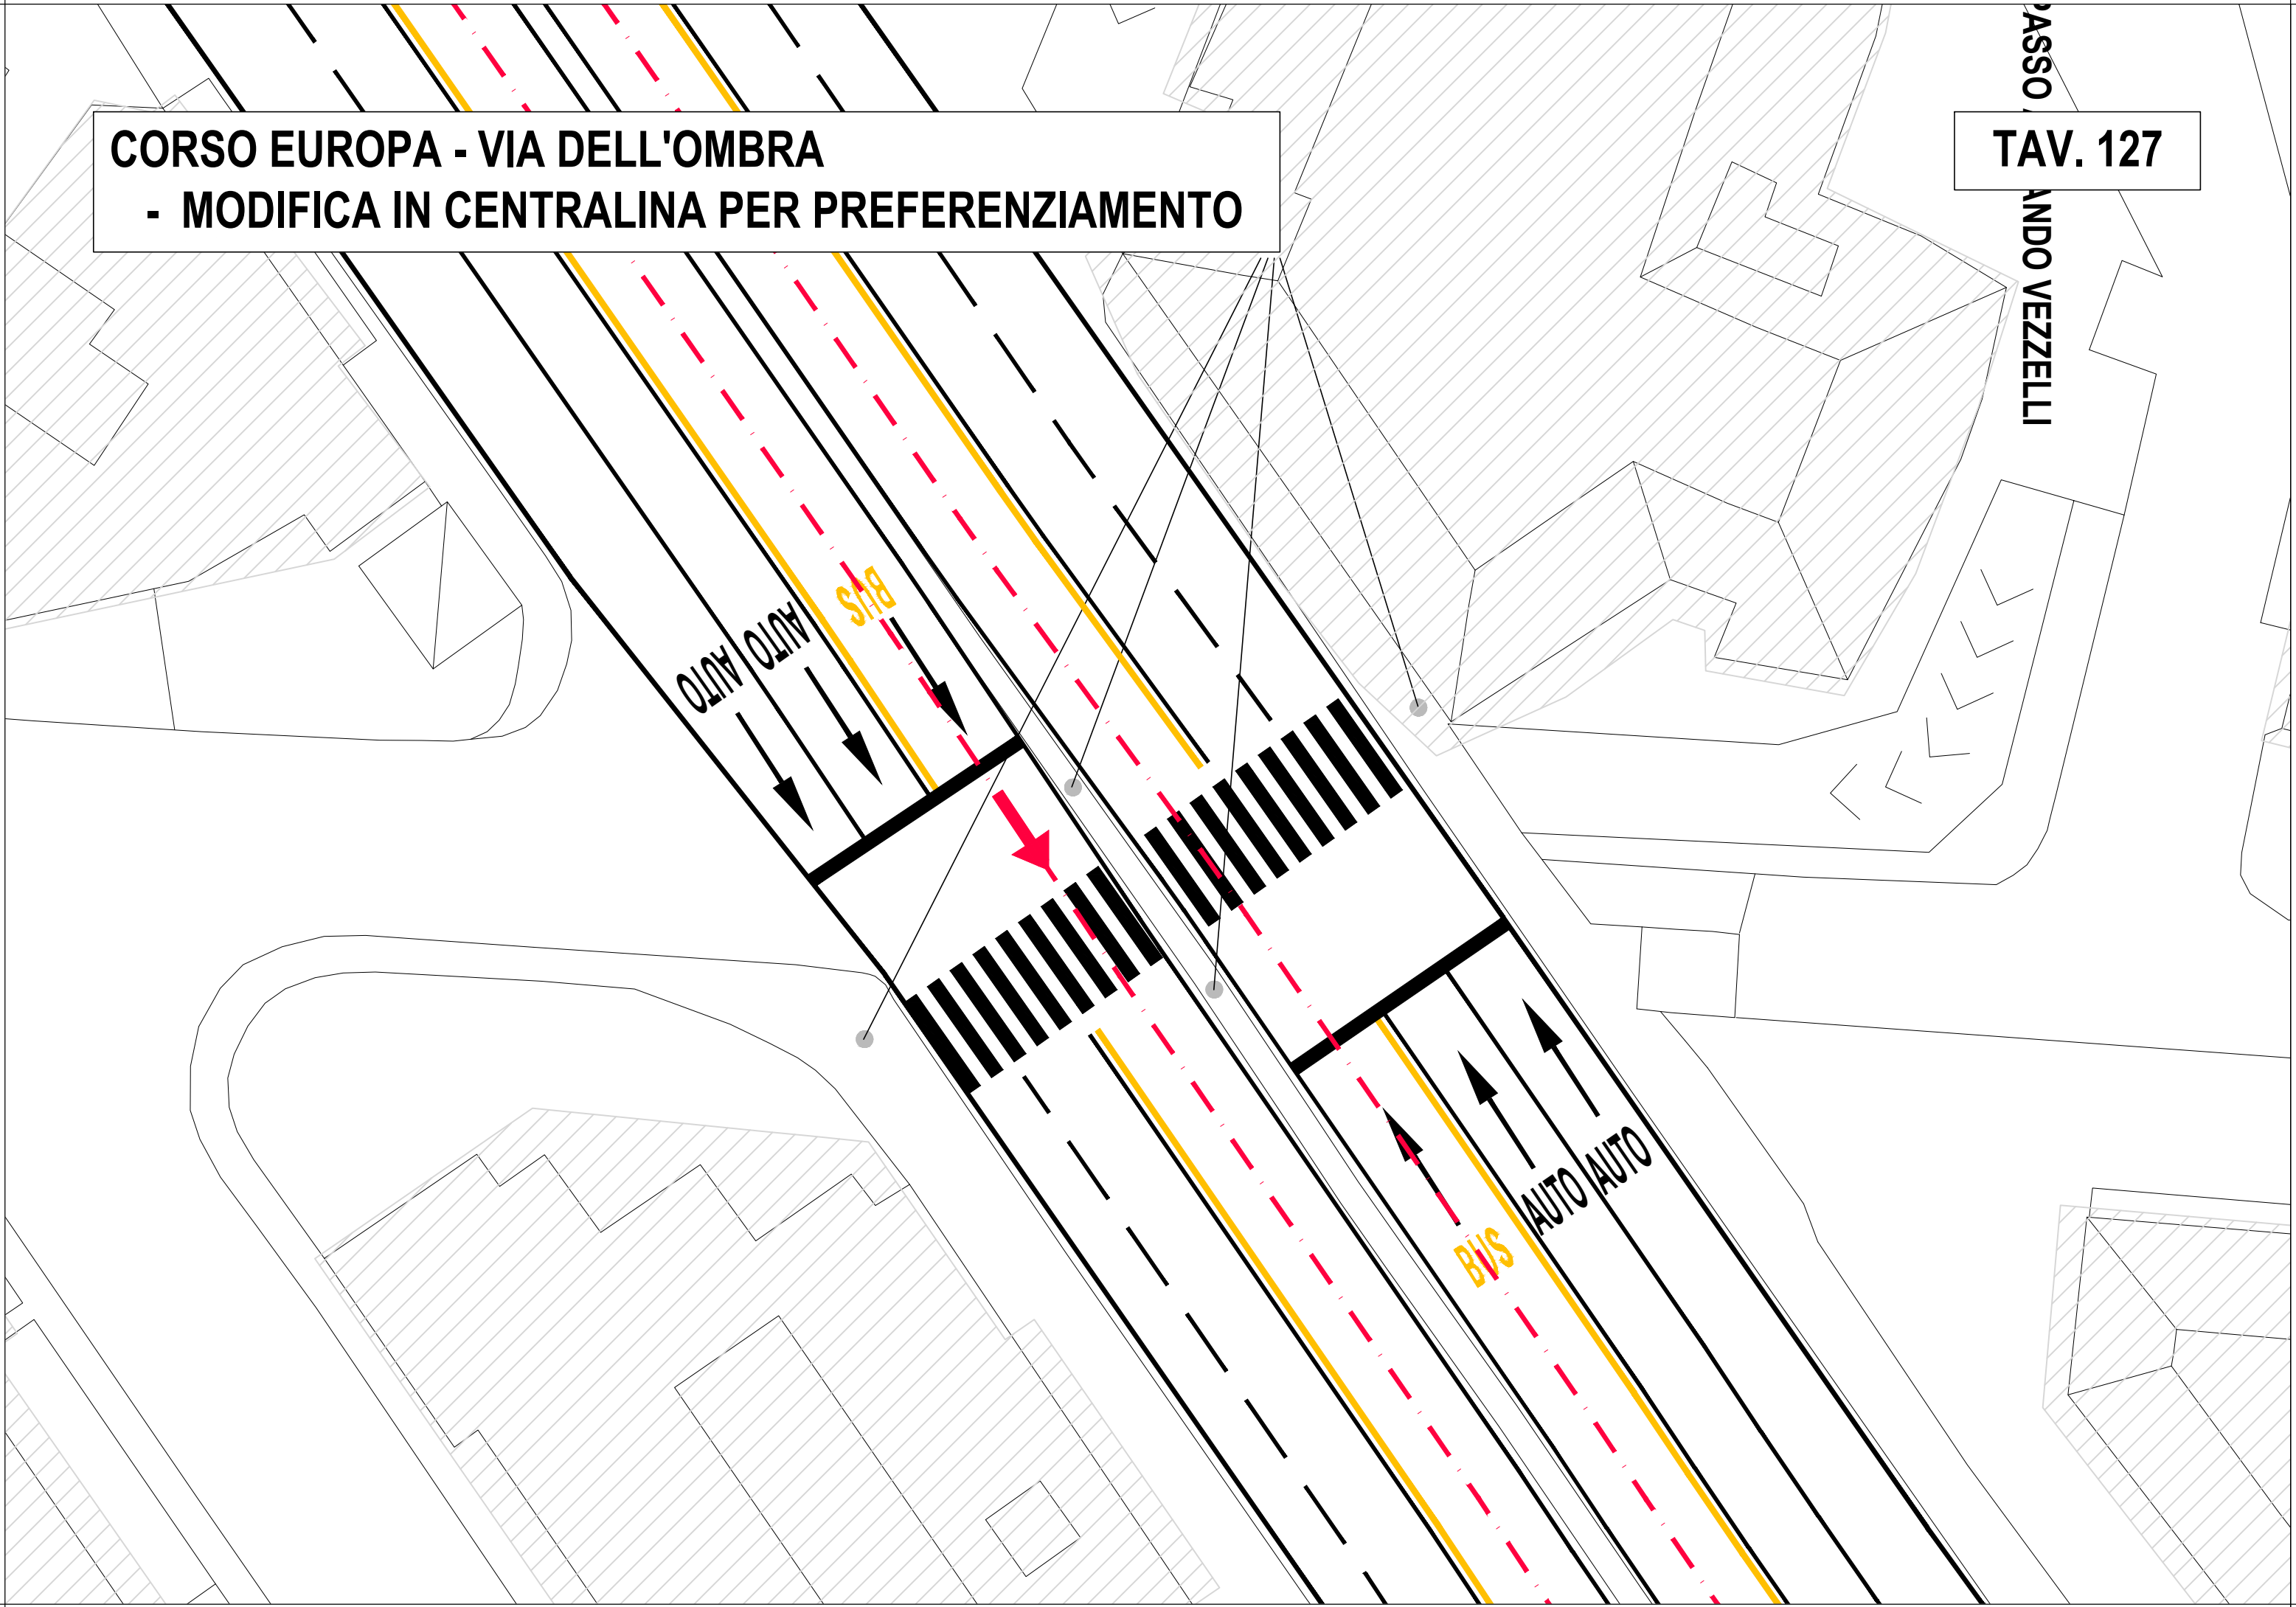 CORSO EUROPA - VIA DELL'OMBRA
- MODIFICA IN CENTRALINA PER PREFERENZIAMENTO
TAV. 127
VEZZELLI
BUS
AUTO AUTO
AUTO AUTO
BUS